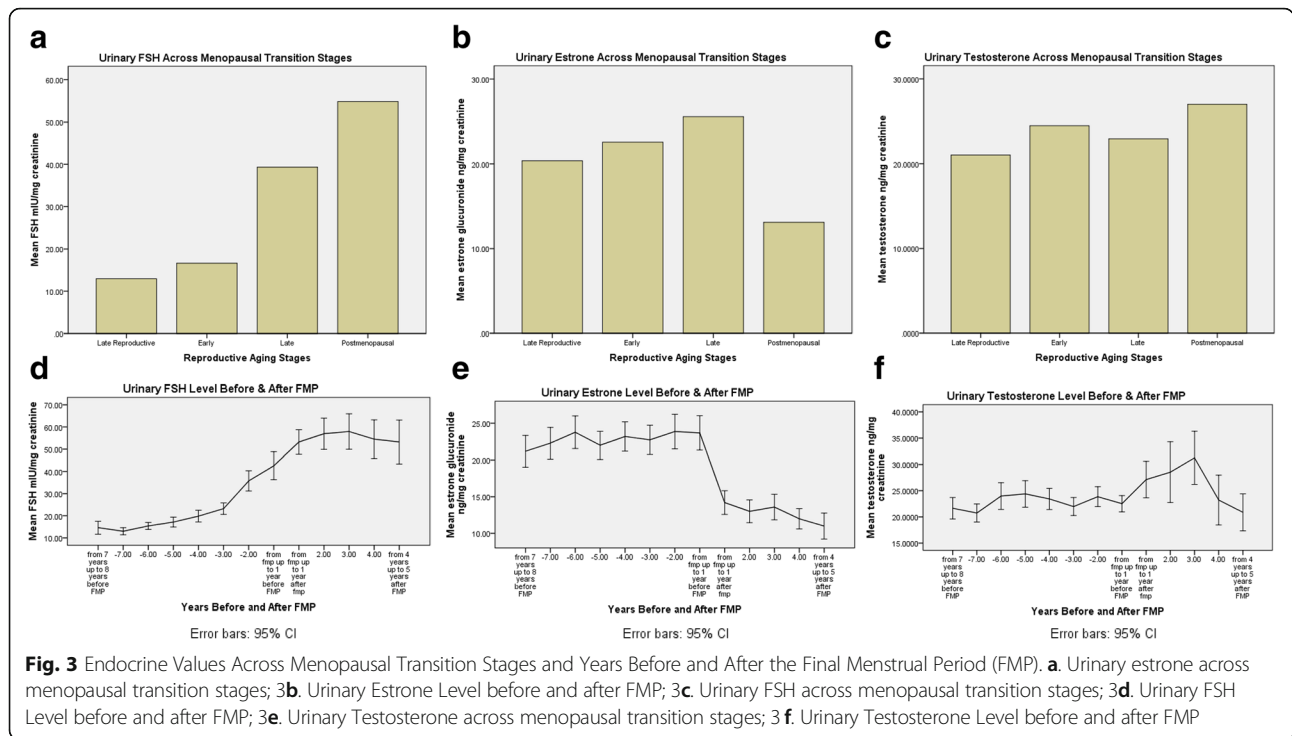 a
Urinary FSH Across Menopausal Transition Stages
Mean FSH mIU/mg creatinine
60.00
50.00
40.00
30.00
20.00
10.00
.00
Late Reproductive
Early
Late
Postmenopausal
Reproductive Aging Stages
b
Urinary Estrone Across Menopausal Transition Stages
Mean estrone glucuronide ng/mg creatinine
30.00
20.00
10.00
.00
Late Reproductive
Early
Late
Postmenopausal
Reproductive Aging Stages
c
Urinary Testosterone Across Menopausal Transition Stages
Mean testosterone ng/mg creatinine
30.0000
20.0000
10.0000
.0000
Late Reproductive
Early
Late
Postmenopausal
Reproductive Aging Stages
d
Urinary FSH Level Before & After FMP
Mean FSH mIU/mg creatinine
70.00
60.00
50.00
40.00
30.00
20.00
10.00
from 7
years
up to 8
years
before
FMP
-7.00
-6.00
-5.00
-4.00
-3.00
-2.00
from
fmp up
to 1
year
before
FMP
from
fmp up
to 1
year
after
fmp
2.00
3.00
4.00
from 4
years
up to 5
years
after
FMP
Years Before and After FMP
Error bars: 95% CI
e
Urinary Estrone Level Before & After FMP
Mean estrone glucuronide
ng/mg creatinine
25.00
20.00
15.00
10.00
from 7
years
up to 8
years
before
FMP
-7.00
-6.00
-5.00
-4.00
-3.00
-2.00
from
fmp up
to 1
year
before
FMP
from
fmp up
to 1
year
after
fmp
2.00
3.00
4.00
from 4
years
up to 5
years
after
FMP
Years Before and After FMP
Error bars: 95% CI
f
Urinary Testosterone Level Before & After FMP
Mean testosterone ng/mg
creatinine
40.0000
35.0000
30.0000
25.0000
20.0000
15.0000
from 7
years
up to 8
years
before
FMP
-7.00
-6.00
-5.00
-4.00
-3.00
-2.00
from
fmp up
to 1
year
before
FMP
from
fmp up
to 1
year
after
fmp
2.00
3.00
4.00
from 4
years
up to 5
years
after
FMP
Years Before and After FMP
Error bars: 95% CI
Fig. 3 Endocrine Values Across Menopausal Transition Stages and Years Before and After the Final Menstrual Period (FMP). a. Urinary estrone across
menopausal transition stages; 3b. Urinary Estrone Level before and after FMP; 3c. Urinary FSH across menopausal transition stages; 3d. Urinary FSH
Level before and after FMP; 3e. Urinary Testosterone across menopausal transition stages; 3 f. Urinary Testosterone Level before and after FMP